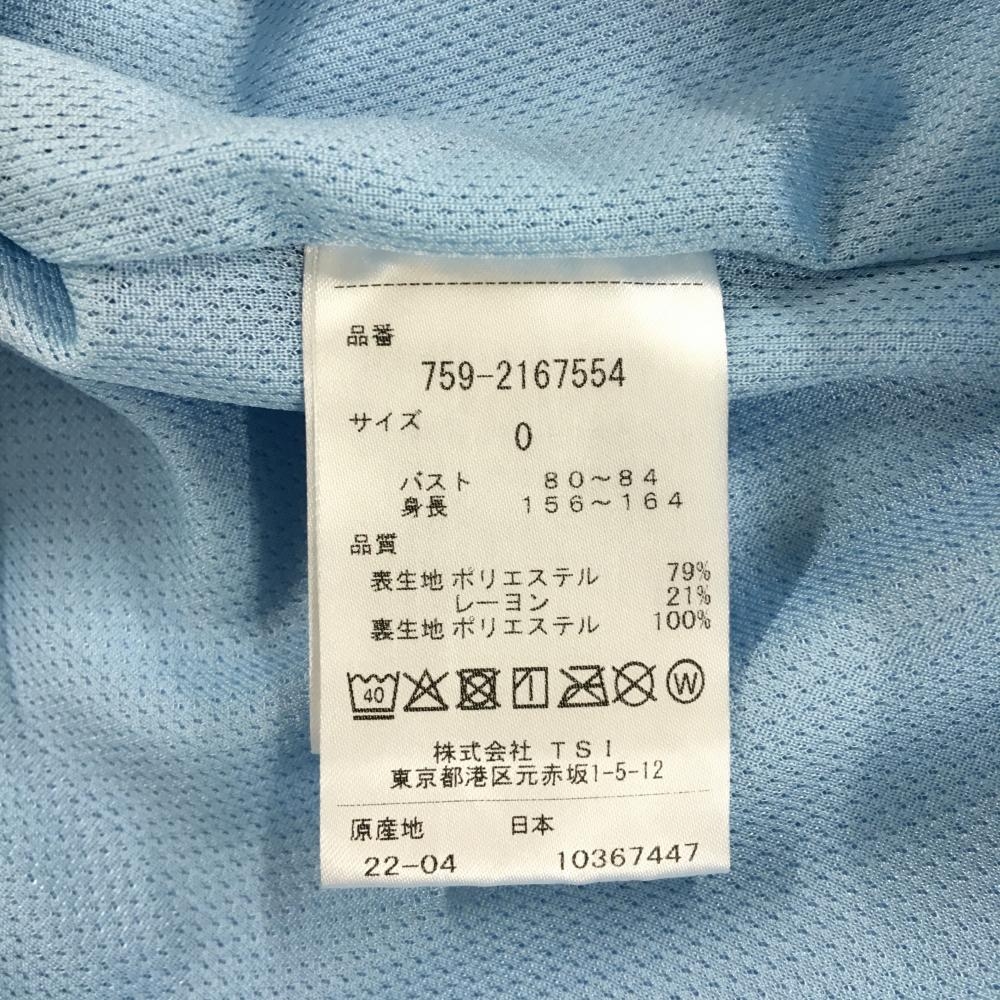 品番
759-2167554
サイズ 0
バスト 80～84
身長 156～164
品質
表生地 ポリエステル 79%
レーヨン 21%
裏生地 ポリエステル 100%
40 W
株式会社 TSI
東京都港区元赤坂1-5-12
原産地 日本
22-04 10367447